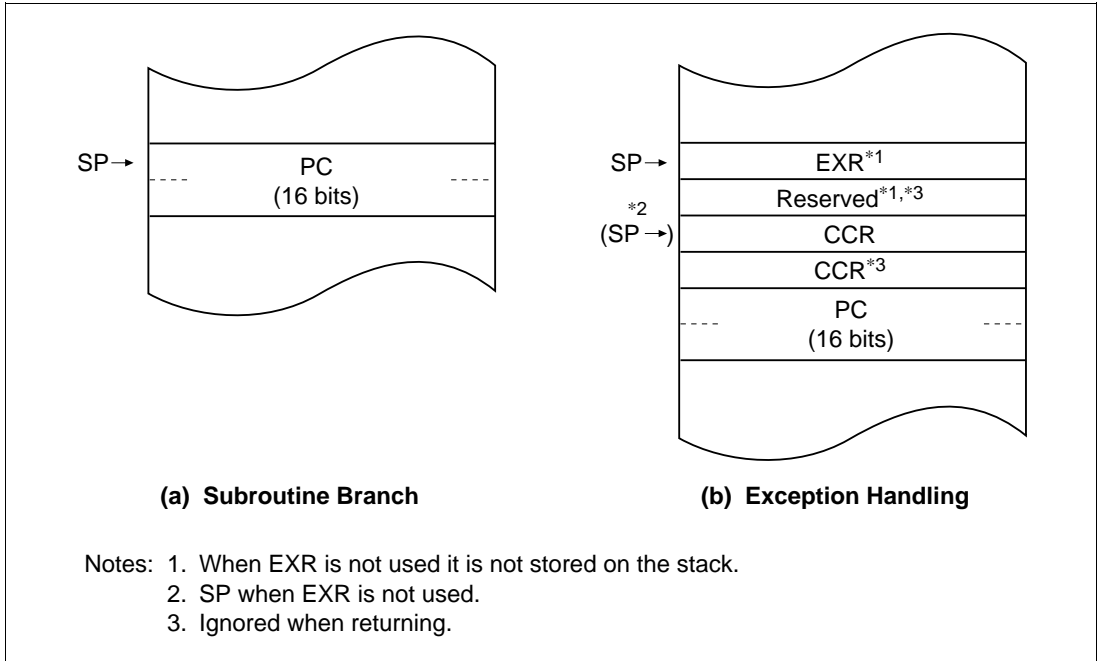 SP→
PC
(16 bits)
(a) Subroutine Branch
SP→
*2
(SP→)
EXR*1
Reserved*1,*3
CCR
CCR*3
PC
(16 bits)
(b) Exception Handling
Notes: 1. When EXR is not used it is not stored on the stack.
2. SP when EXR is not used.
3. Ignored when returning.